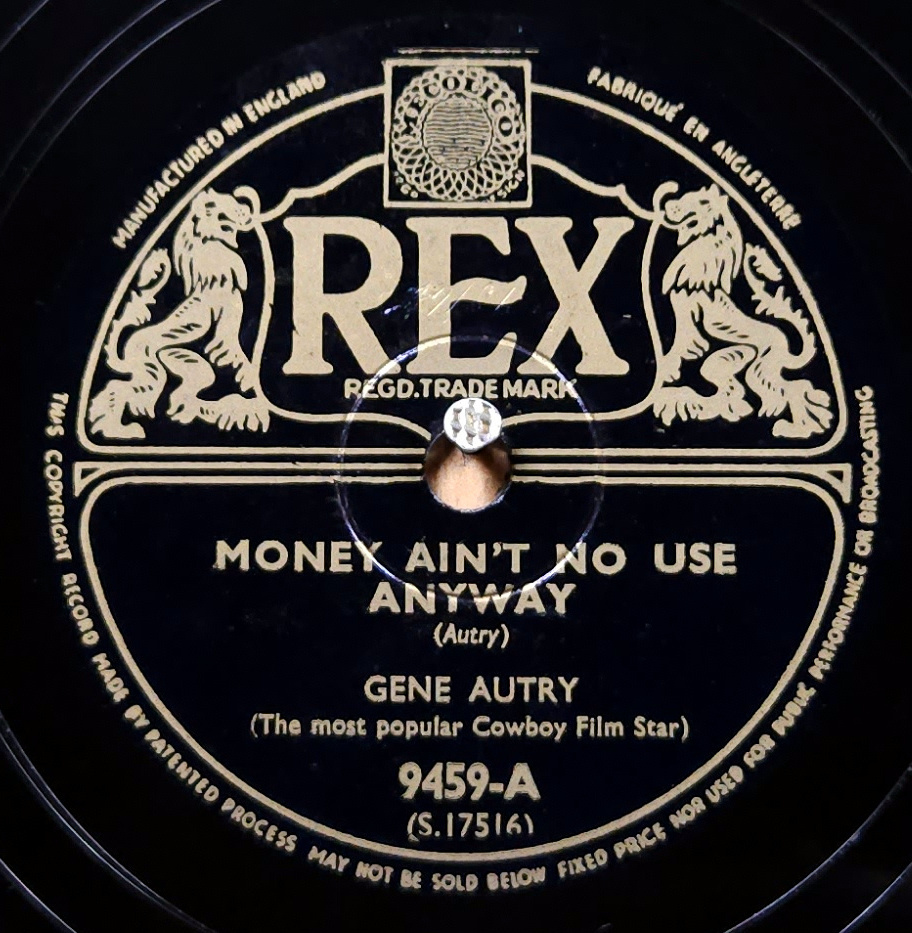 MANUFACTURED IN ENGLAND
FABRIQUÉ EN ANGLETERRE
MECOLICO
REX
REGD.TRADE MARK
MONEY AIN'T NO USE
ANYWAY
(Autry)
GENE AUTRY
(The most popular Cowboy Film Star)
9459-A
(S.17516)
THIS COPYRIGHT RECORD MADE BY PATENTED PROCESS MAY NOT BE SOLD BELOW FIXED PRICE NOR USED FOR PUBLIC PERFORMANCE OR BROADCASTING